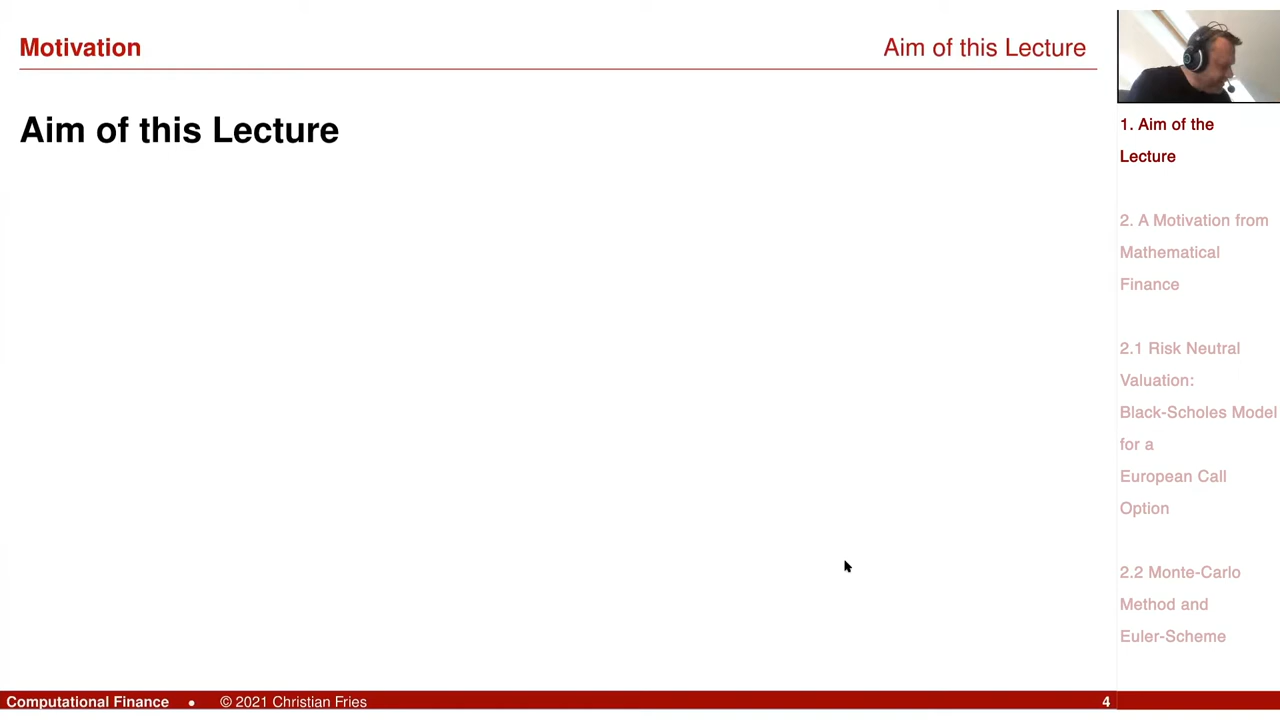 Motivation
Aim of this Lecture
Aim of this Lecture
1. Aim of the
Lecture
2. A Motivation from
Mathematical
Finance
2.1 Risk Neutral
Valuation:
Black-Scholes Model
for a
European Call
Option
2.2 Monte-Carlo
Method and
Euler-Scheme
Computational Finance • © 2021 Christian Fries 4